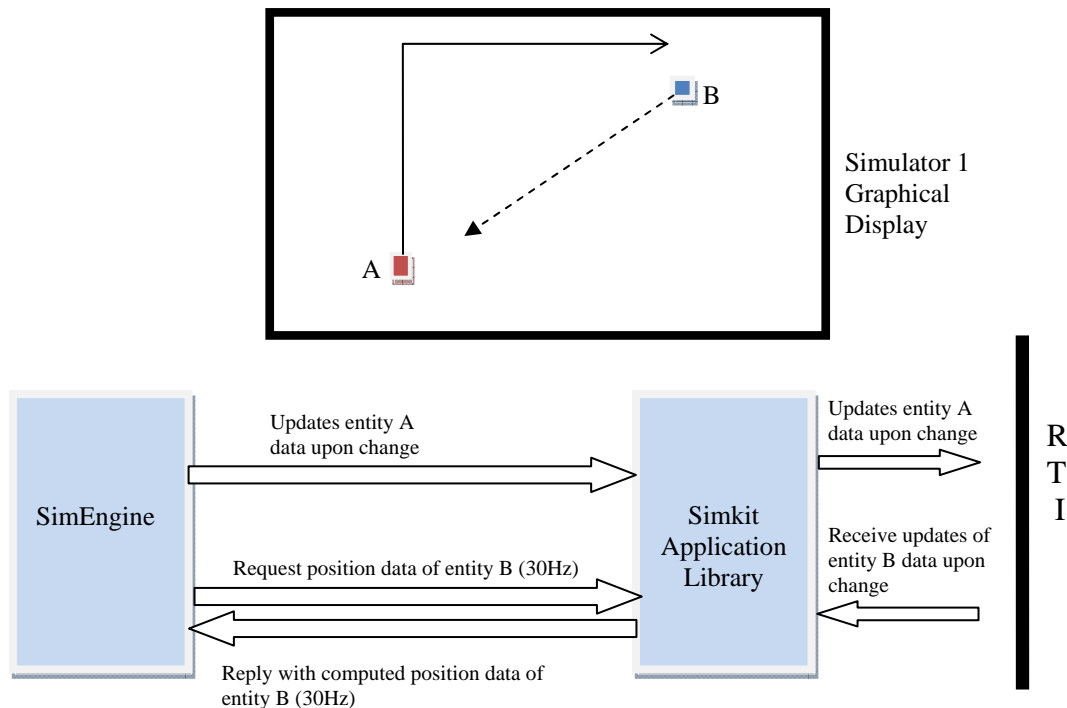 B
Simulator 1
Graphical
Display
A
Updates entity A
data upon change
Updates entity A
data upon change
R
T
I
SimEngine
Simkit
Application
Library
Receive updates of
entity B data upon
change
Request position data of entity B (30Hz)
Reply with computed position data of
entity B (30Hz)